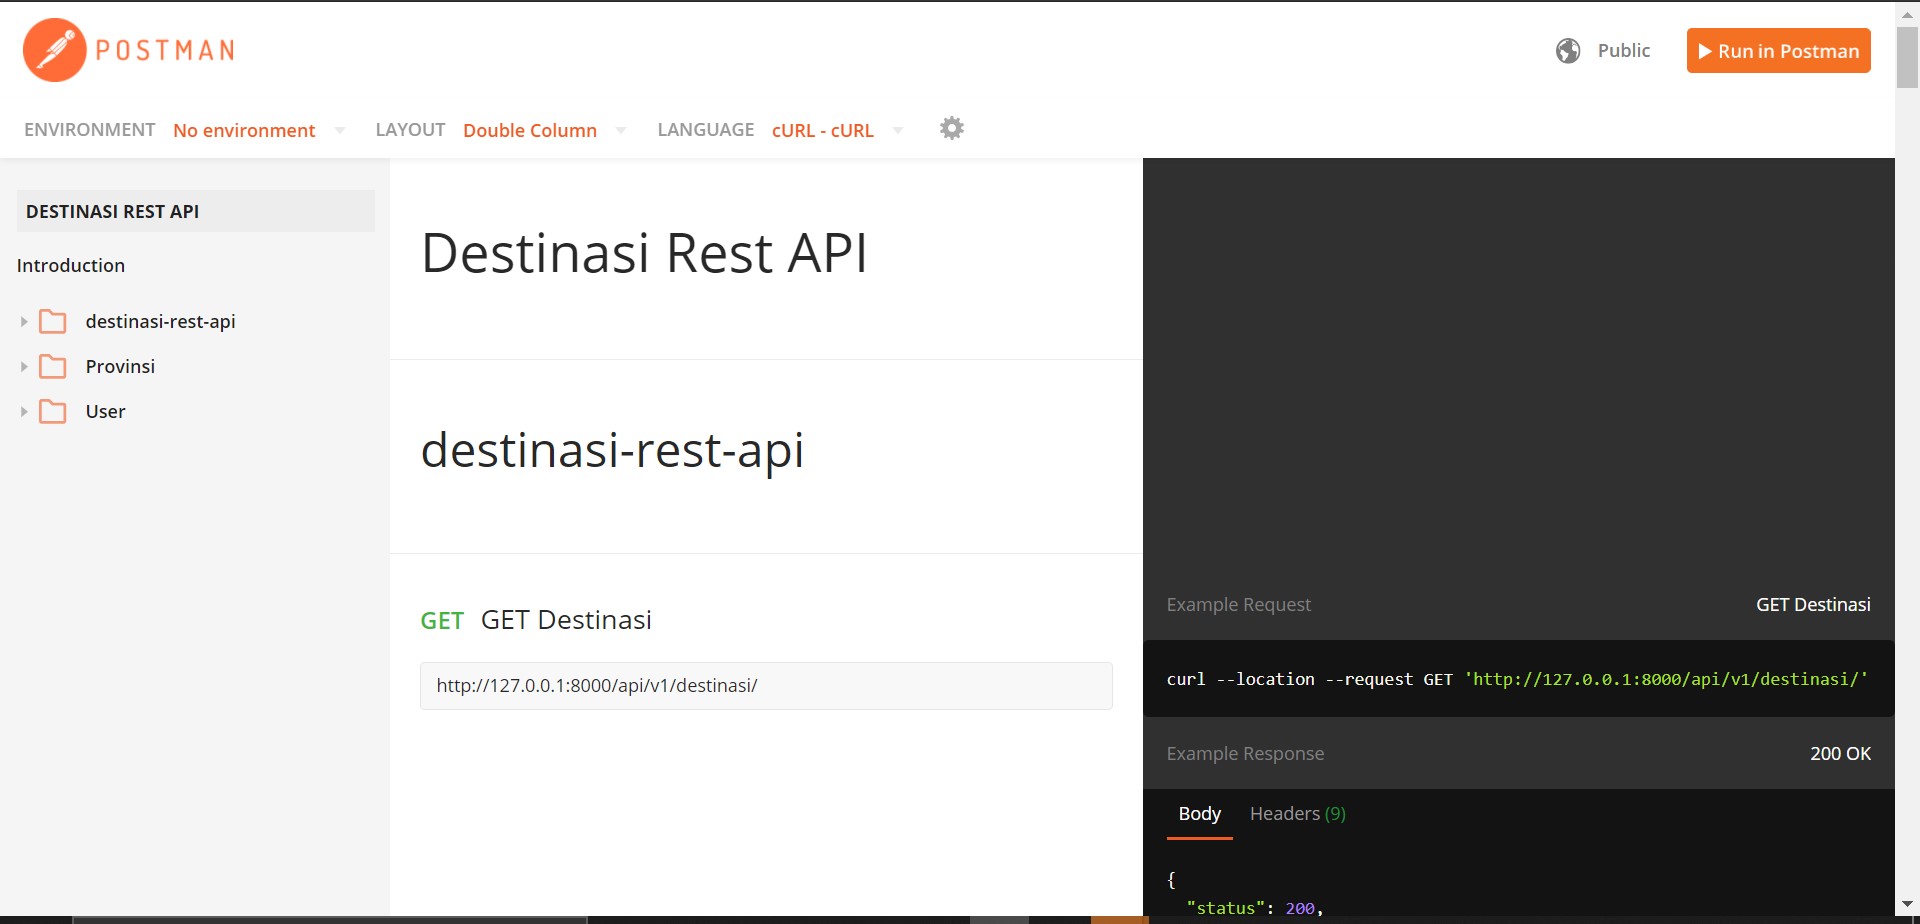 POSTMAN
Public
Run in Postman
ENVIRONMENT No environment LAYOUT Double Column LANGUAGE cURL - cURL
DESTINASI REST API
Introduction
destinasi-rest-api
Provinsi
User
Destinasi Rest API
destinasi-rest-api
GET GET Destinasi
http://127.0.0.1:8000/api/v1/destinasi/
Example Request GET Destinasi
curl --location --request GET 'http://127.0.0.1:8000/api/v1/destinasi/'
Example Response 200 OK
Body Headers (9)
{
"status": 200,